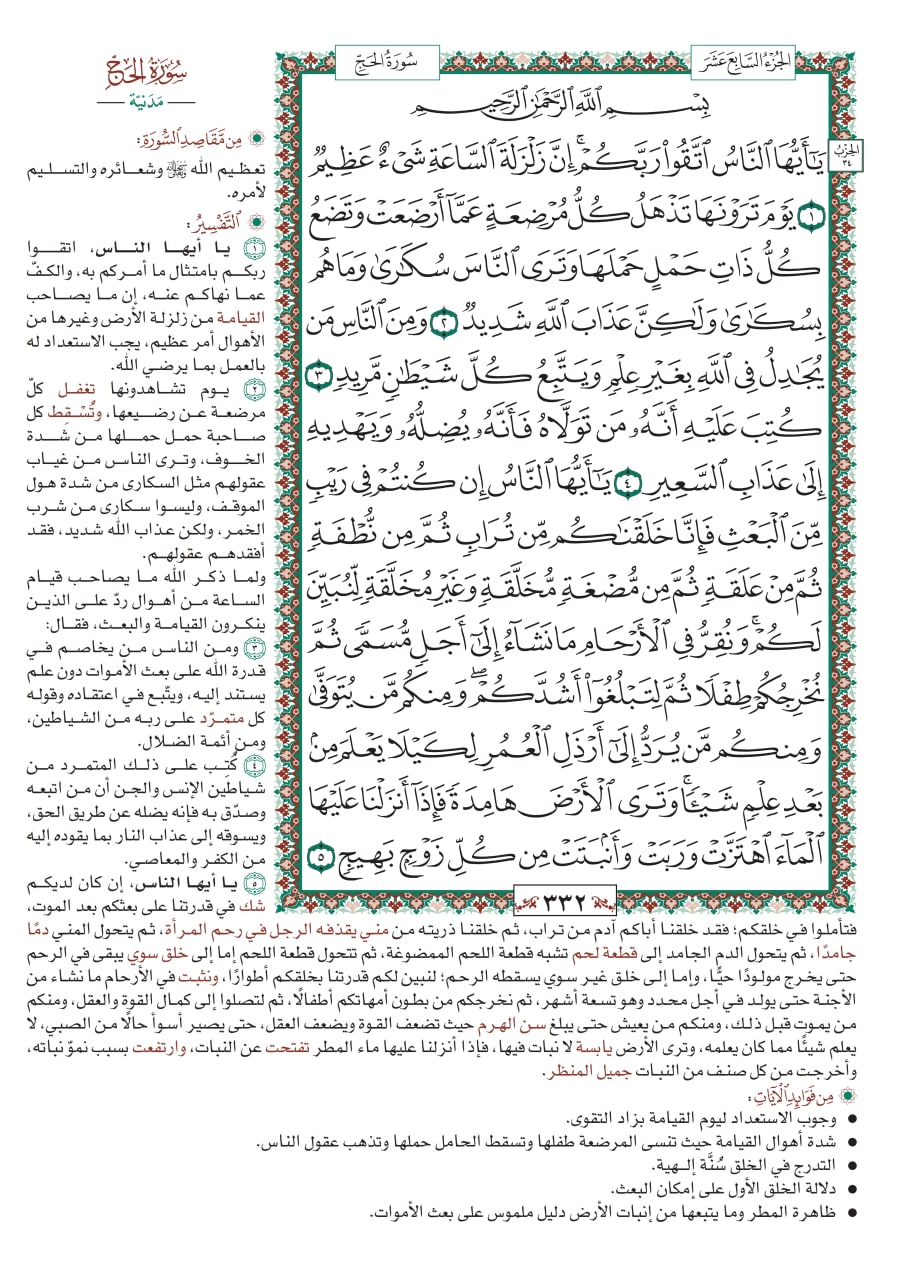 الجُزْءُ السَّابِعَ عَشَرَ
سُورَةُ الحَجِّ
الحِزْبُ
٣٤
بِسْمِ ٱللَّهِ ٱلرَّحْمَٰنِ ٱلرَّحِيمِ
يَٰٓأَيُّهَا ٱلنَّاسُ ٱتَّقُوا۟ رَبَّكُمْ ۚ إِنَّ زَلْزَلَةَ ٱلسَّاعَةِ شَىْءٌ عَظِيمٌ
١ يَوْمَ تَرَوْنَهَا تَذْهَلُ كُلُّ مُرْضِعَةٍ عَمَّآ أَرْضَعَتْ وَتَضَعُ
كُلُّ ذَاتِ حَمْلٍ حَمْلَهَا وَتَرَى ٱلنَّاسَ سُكَٰرَىٰ وَمَا هُم
بِسُكَٰرَىٰ وَلَٰكِنَّ عَذَابَ ٱللَّهِ شَدِيدٌ ٢ وَمِنَ ٱلنَّاسِ مَن
يُجَٰدِلُ فِى ٱللَّهِ بِغَيْرِ عِلْمٍ وَيَتَّبِعُ كُلَّ شَيْطَٰنٍ مَّرِيدٍ ٣
كُتِبَ عَلَيْهِ أَنَّهُۥ مَن تَوَلَّاهُ فَأَنَّهُۥ يُضِلُّهُۥ وَيَهْدِيهِ
إِلَىٰ عَذَابِ ٱلسَّعِيرِ ٤ يَٰٓأَيُّهَا ٱلنَّاسُ إِن كُنتُمْ فِى رَيْبٍ
مِّنَ ٱلْبَعْثِ فَإِنَّا خَلَقْنَٰكُم مِّن تُرَابٍ ثُمَّ مِن نُّطْفَةٍ
ثُمَّ مِنْ عَلَقَةٍ ثُمَّ مِن مُّضْغَةٍ مُّخَلَّقَةٍ وَغَيْرِ مُخَلَّقَةٍ لِّنُبَيِّنَ
لَكُمْ ۚ وَنُقِرُّ فِى ٱلْأَرْحَامِ مَا نَشَآءُ إِلَىٰٓ أَجَلٍ مُّسَمًّى ثُمَّ
نُخْرِجُكُمْ طِفْلًا ثُمَّ لِتَبْلُغُوٓا۟ أَشُدَّكُمْ ۖ وَمِنكُم مَّن يُتَوَفَّىٰ
وَمِنكُم مَّن يُرَدُّ إِلَىٰٓ أَرْذَلِ ٱلْعُمُرِ لِكَيْلَا يَعْلَمَ مِنۢ
بَعْدِ عِلْمٍ شَيْـًٔا ۚ وَتَرَى ٱلْأَرْضَ هَامِدَةً فَإِذَآ أَنزَلْنَا عَلَيْهَا
ٱلْمَآءَ ٱهْتَزَّتْ وَرَبَتْ وَأَنۢبَتَتْ مِن كُلِّ زَوْجٍۭ بَهِيجٍ ٥
٣٣٢
سُورَةُ الحَجِّ
مَدَنيّة
مِن مَّقَاصِدِ ٱلسُّورَةِ:
تعظيم الله ﷻ وشعائره والتسليم
لأمره.
ٱلتَّفْسِيرُ:
١ يا أيها الناس، اتقوا
ربكم بامتثال ما أمركم به، والكفّ
عما نهاكم عنه، إن ما يصاحب
القيامة من زلزلة الأرض وغيرها من
الأهوال أمر عظيم، يجب الاستعداد له
بالعمل بما يرضي الله.
٢ يوم تشاهدونها تغفل كلّ
مرضعة عن رضيعها، وتُسْقِط كل
صاحبة حمل حملها من شدة
الخوف، وترى الناس من غياب
عقولهم مثل السكارى من شدة هول
الموقف، وليسوا سكارى من شرب
الخمر، ولكن عذاب الله شديد، فقد
أفقدهم عقولهم.
ولما ذكر الله ما يصاحب قيام
الساعة من أهوال ردّ على الذين
ينكرون القيامة والبعث، فقال:
٣ ومن الناس من يخاصم في
قدرة الله على بعث الأموات دون علم
يستند إليه، ويتّبع في اعتقاده وقوله
كل متمرّد على ربه من الشياطين،
ومن أئمة الضلال.
٤ كُتِب على ذلك المتمرد من
شياطين الإنس والجن أن من اتبعه
وصدّق به فإنه يضله عن طريق الحق،
ويسوقه إلى عذاب النار بما يقوده إليه
من الكفر والمعاصي.
٥ يا أيها الناس، إن كان لديكم
شك في قدرتنا على بعثكم بعد الموت،
فتأملوا في خلقكم؛ فقد خلقنا أباكم آدم من تراب، ثم خلقنا ذريته من مني يقذفه الرجل في رحم المرأة، ثم يتحول المني دمًا
جامدًا، ثم يتحول الدم الجامد إلى قطعة لحم تشبه قطعة اللحم الممضوغة، ثم تتحول قطعة اللحم إما إلى خلق سوي يبقى في الرحم
حتى يخرج مولودًا حيًّا، وإما إلى خلق غير سوي يسقطه الرحم؛ لنبين لكم قدرتنا بخلقكم أطوارًا، ونثبت في الأرحام ما نشاء من
الأجنة حتى يولد في أجل محدد وهو تسعة أشهر، ثم نخرجكم من بطون أمهاتكم أطفالًا، ثم لتصلوا إلى كمال القوة والعقل، ومنكم
من يموت قبل ذلك، ومنكم من يعيش حتى يبلغ سن الهرم حيث تضعف القوة ويضعف العقل، حتى يصير أسوأ حالًا من الصبي، لا
يعلم شيئًا مما كان يعلمه، وترى الأرض يابسة لا نبات فيها، فإذا أنزلنا عليها ماء المطر تفتحت عن النبات، وارتفعت بسبب نموّ نباته،
وأخرجت من كل صنف من النبات جميل المنظر.
مِن فَوَائِدِ ٱلْآيَاتِ:
● وجوب الاستعداد ليوم القيامة بزاد التقوى.
● شدة أهوال القيامة حيث تنسى المرضعة طفلها وتسقط الحامل حملها وتذهب عقول الناس.
● التدرج في الخلق سُنَّة إلـهية.
● دلالة الخلق الأول على إمكان البعث.
● ظاهرة المطر وما يتبعها من إنبات الأرض دليل ملموس على بعث الأموات.